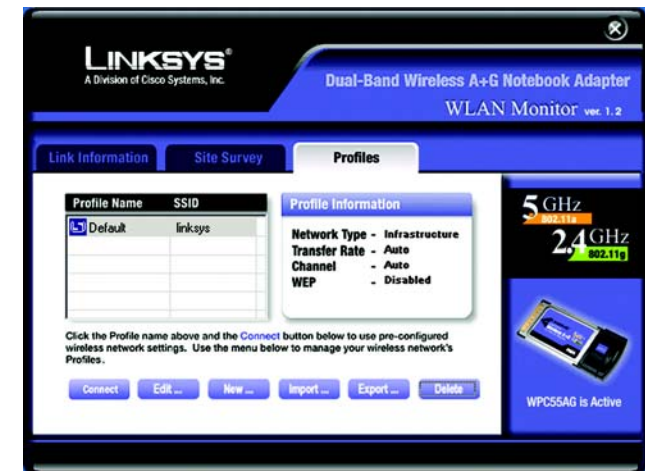 LINKSYS®
A Division of Cisco Systems, Inc.
Dual-Band Wireless A+G Notebook Adapter
WLAN Monitor ver. 1.2
Link Information Site Survey Profiles
Profile Name SSID
Default linksys
Profile Information
Network Type - Infrastructure
Transfer Rate - Auto
Channel - Auto
WEP - Disabled
Click the Profile name above and the Connect button below to use pre-configured
wireless network settings. Use the menu below to manage your wireless network's
Profiles.
Connect Edit ... New ... Import ... Export ... Delete
5 GHz
802.11a
2.4 GHz
802.11g
WPC55AG is Active